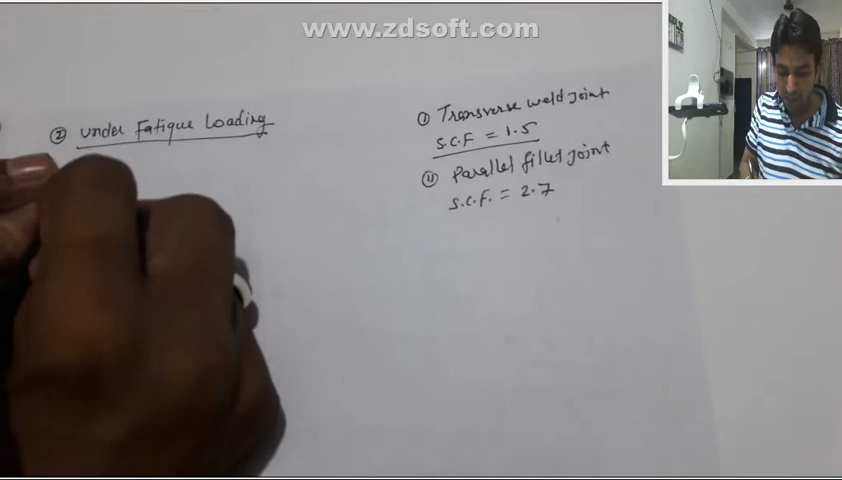 www.zdsoft.com
② under Fatigue Loading
① Transverse weld Joint
S.C.F = 1.5
⑪ Parallel fillet Joint
S.C.F. = 2.7